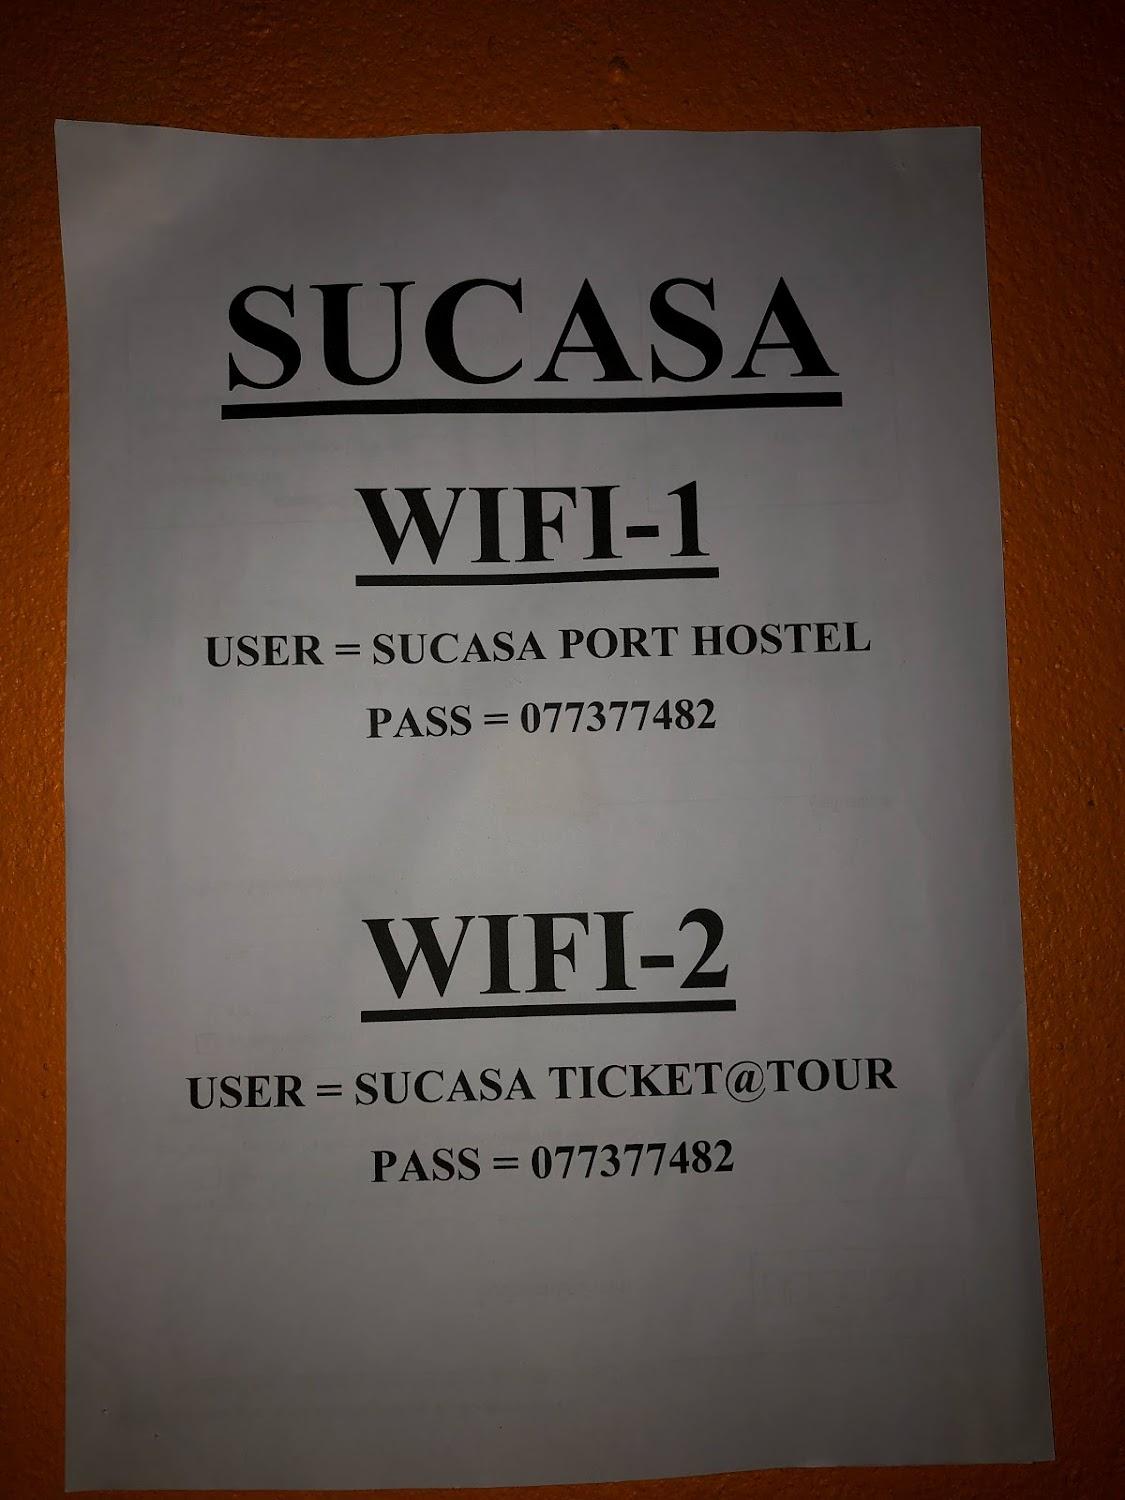 SUCASA
WIFI-1
USER = SUCASA PORT HOSTEL
PASS = 077377482
WIFI-2
USER = SUCASA TICKET@TOUR
PASS = 077377482